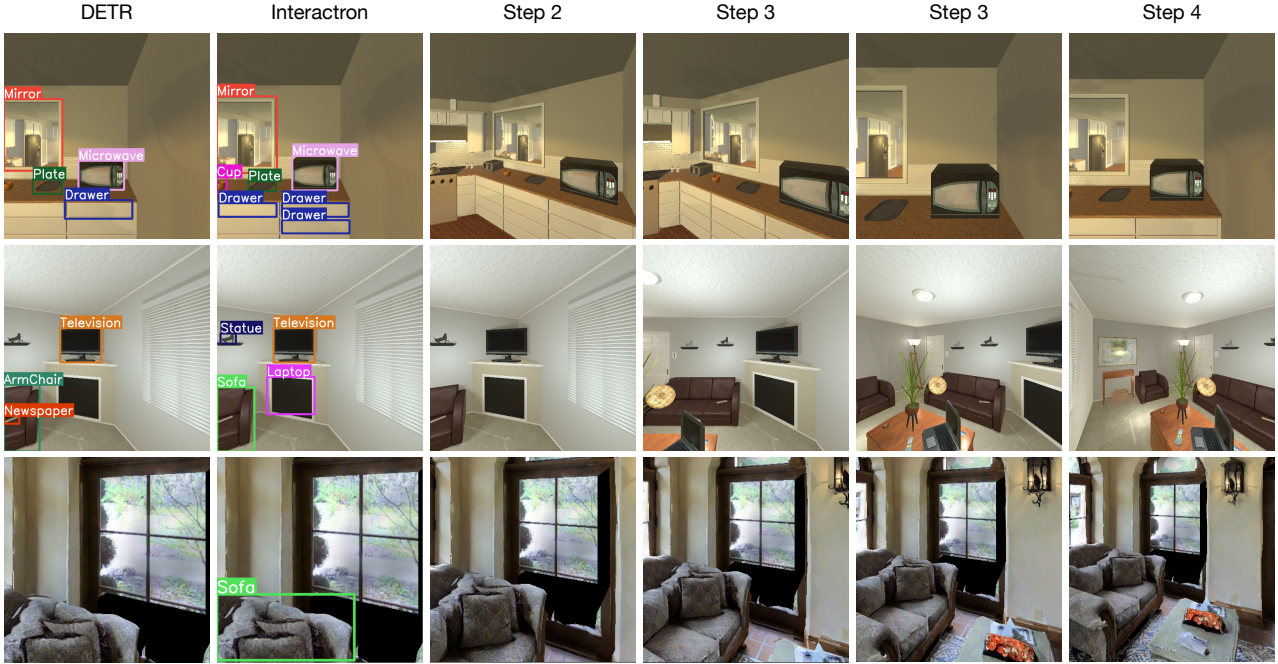 DETR
Interactron
Step 2
Step 3
Step 3
Step 4
Mirror
Microwave
Plate
Drawer
Mirror
Microwave
Cup
Plate
Drawer
Drawer
Drawer
Television
ArmChair
Newspaper
Statue
Television
Laptop
Sofa
Sofa